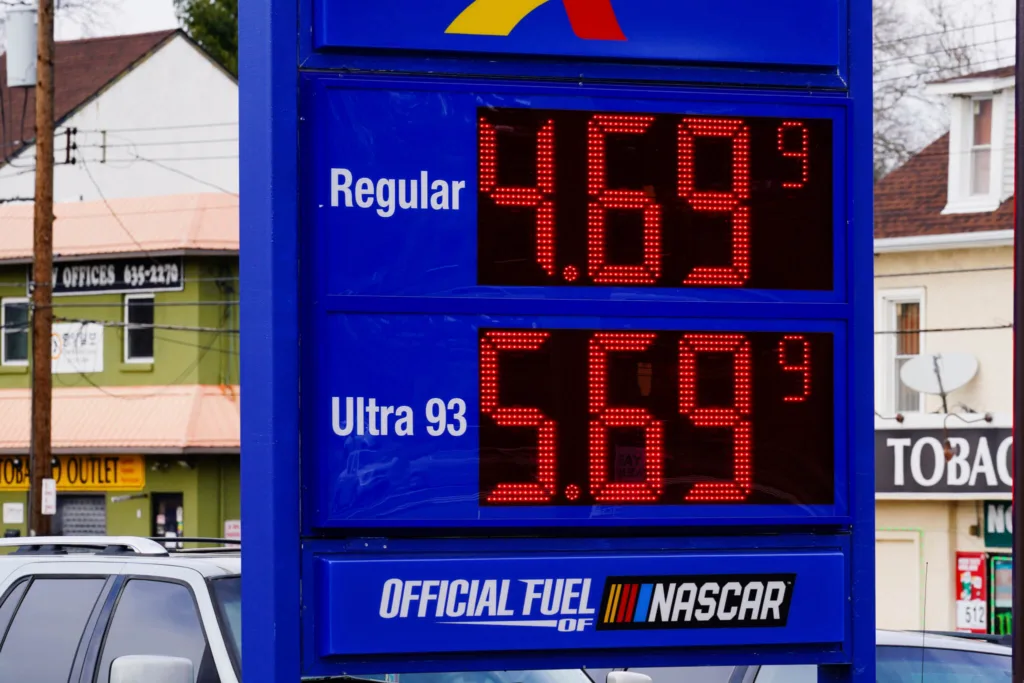 Regular 4.69 9
Ultra 93 5.69 9
OFFICIAL FUEL
OF
NASCAR
OFFICES 635-2270
OUTLET
TOBAC
NO
512